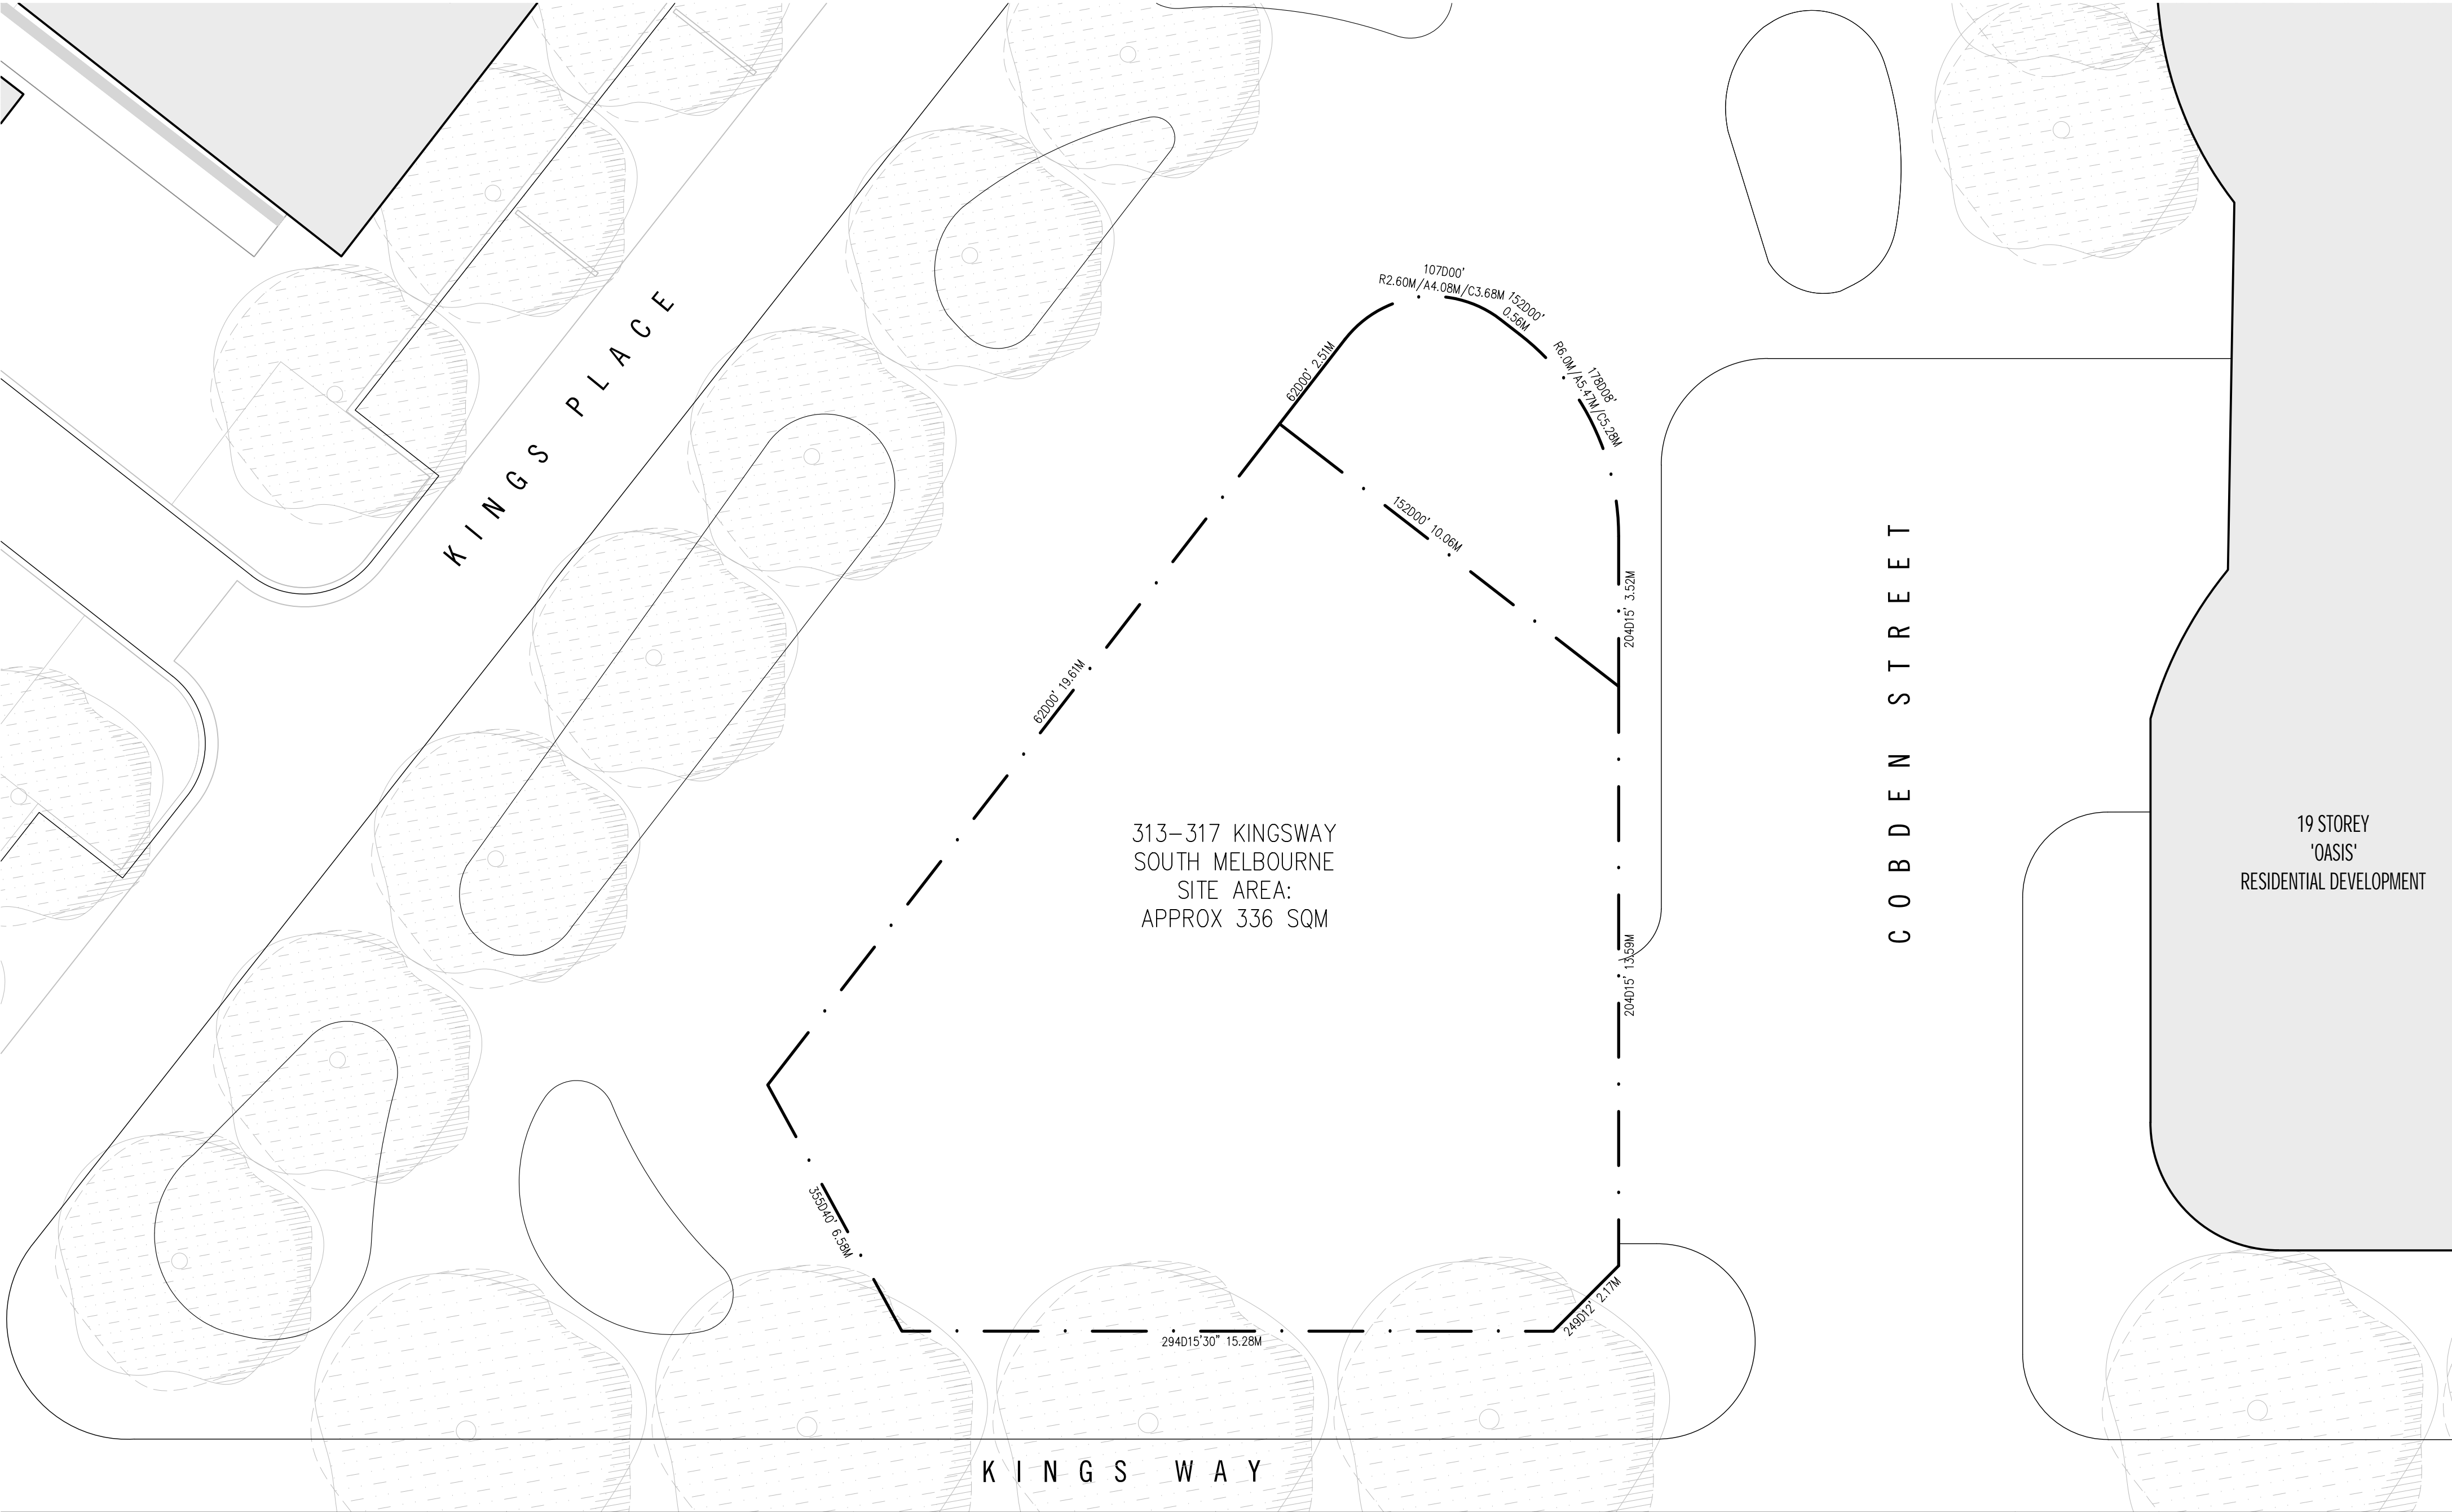 KINGS PLACE
107D00'
R2.60M/A4.08M/C3.68M
152D00'
0.56M
62D00' 2.51M
178D08'
R6.0M/A5.47M/C5.28M
152D00' 10.06M
204D15' 3.52M
62D00' 19.61M
COBDEN STREET
313-317 KINGSWAY
SOUTH MELBOURNE
SITE AREA:
APPROX 336 SQM
19 STOREY
'OASIS'
RESIDENTIAL DEVELOPMENT
204D15' 13.59M
355D40' 6.58M
249D12' 2.17M
294D15'30" 15.28M
KINGS WAY